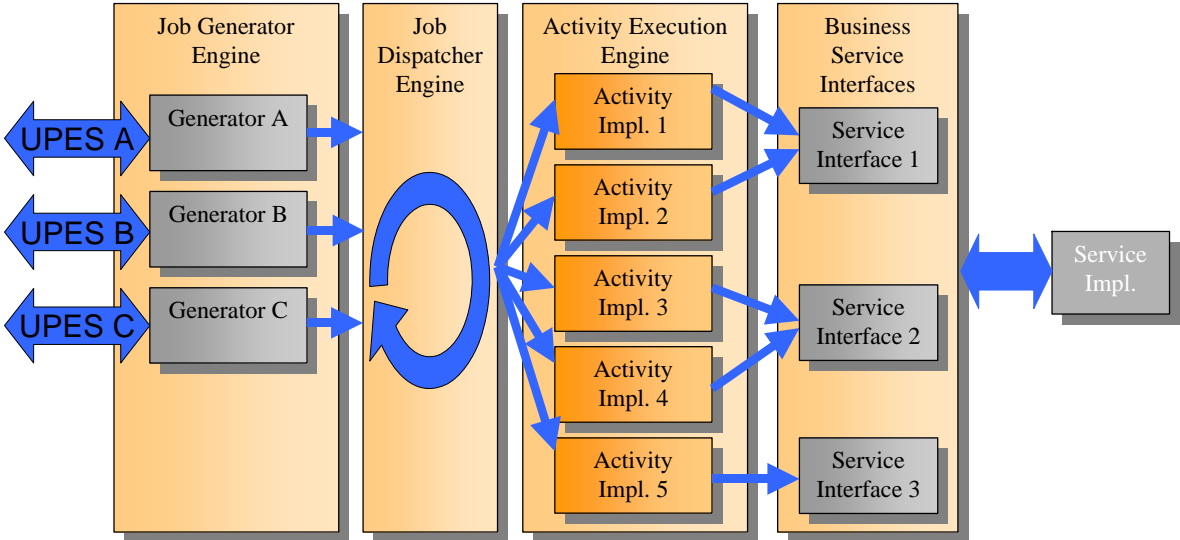 Job Generator
Engine
Job
Dispatcher
Engine
Activity Execution
Engine
Business
Service
Interfaces
UPES A
Generator A
UPES B
Generator B
UPES C
Generator C
Activity
Impl. 1
Activity
Impl. 2
Activity
Impl. 3
Activity
Impl. 4
Activity
Impl. 5
Service
Interface 1
Service
Interface 2
Service
Interface 3
Service
Impl.